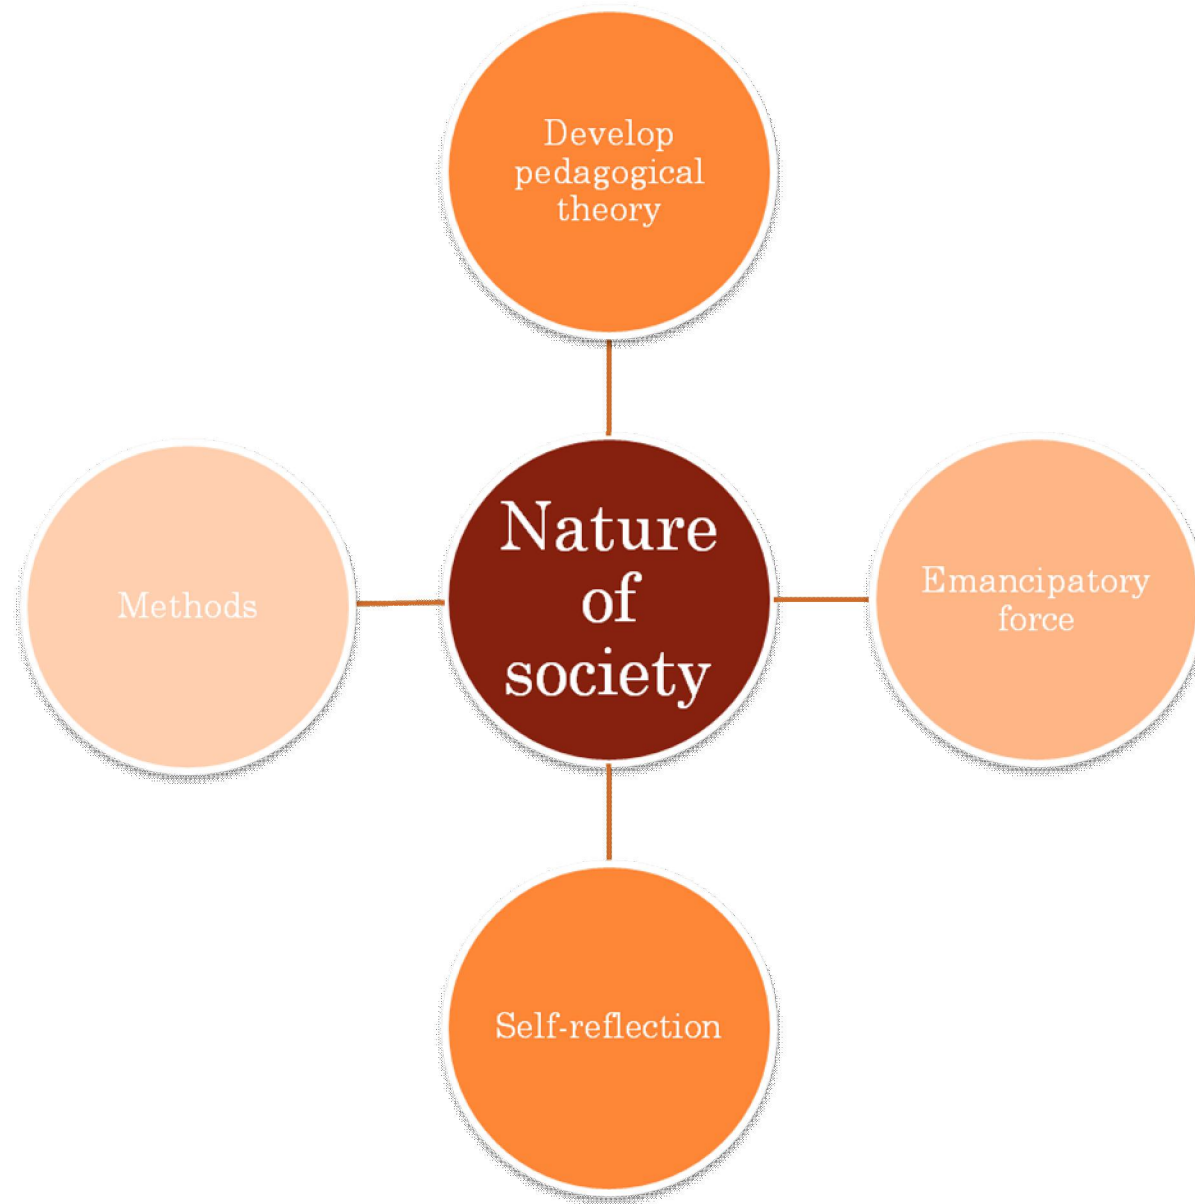 Develop
pedagogical
theory
Methods
Nature
of
society
Emancipatory
force
Self-reflection